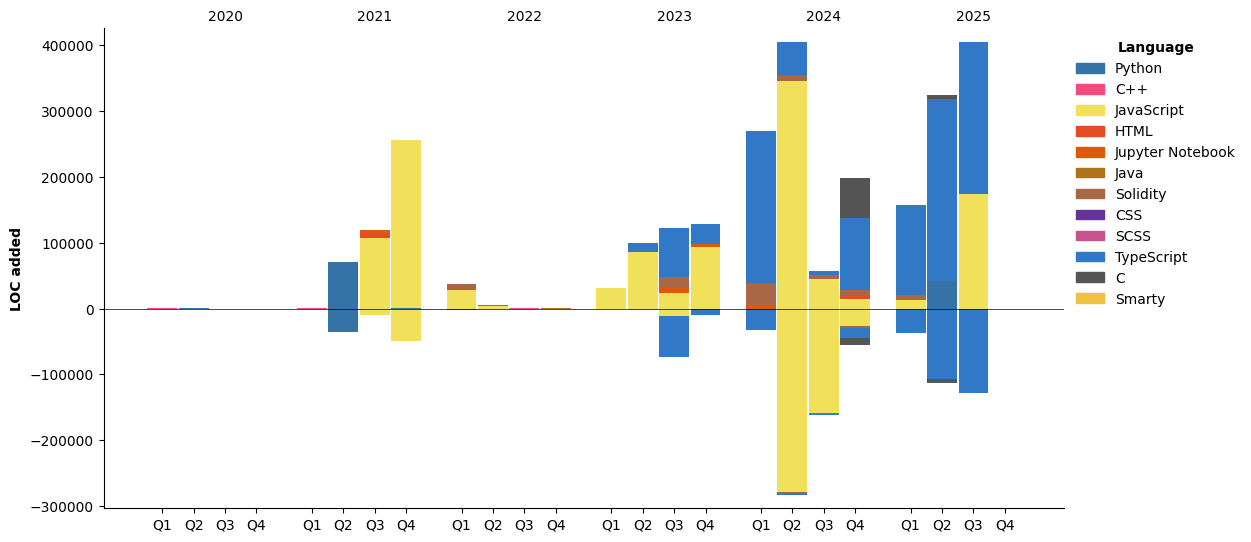 2020 2021 2022 2023 2024 2025
400000
300000
200000
100000
0
−100000
−200000
−300000
LOC added
Q1 Q2 Q3 Q4 Q1 Q2 Q3 Q4 Q1 Q2 Q3 Q4 Q1 Q2 Q3 Q4 Q1 Q2 Q3 Q4 Q1 Q2 Q3 Q4
Language
Python
C++
JavaScript
HTML
Jupyter Notebook
Java
Solidity
CSS
SCSS
TypeScript
C
Smarty